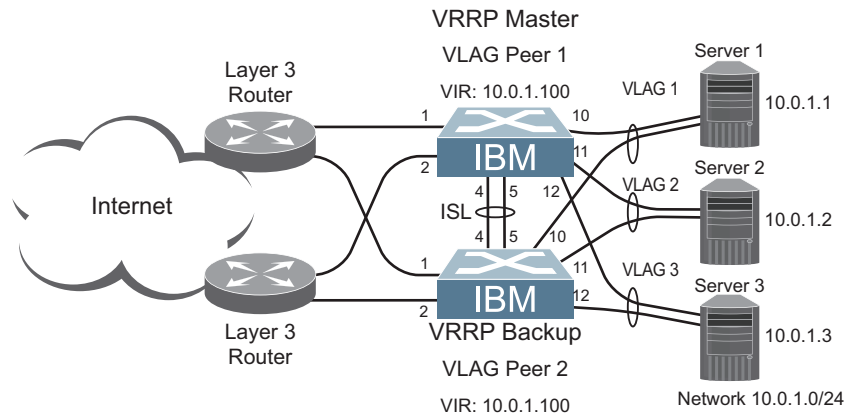 VRRP Master
VLAG Peer 1
VIR: 10.0.1.100
Layer 3
Router
Internet
Layer 3
Router
1
2
IBM
10
11
12
4 5
ISL
4 5
10
1
2
IBM
11
12
VRRP Backup
VLAG Peer 2
VIR: 10.0.1.100
VLAG 1
VLAG 2
VLAG 3
Server 1
10.0.1.1
Server 2
10.0.1.2
Server 3
10.0.1.3
Network 10.0.1.0/24